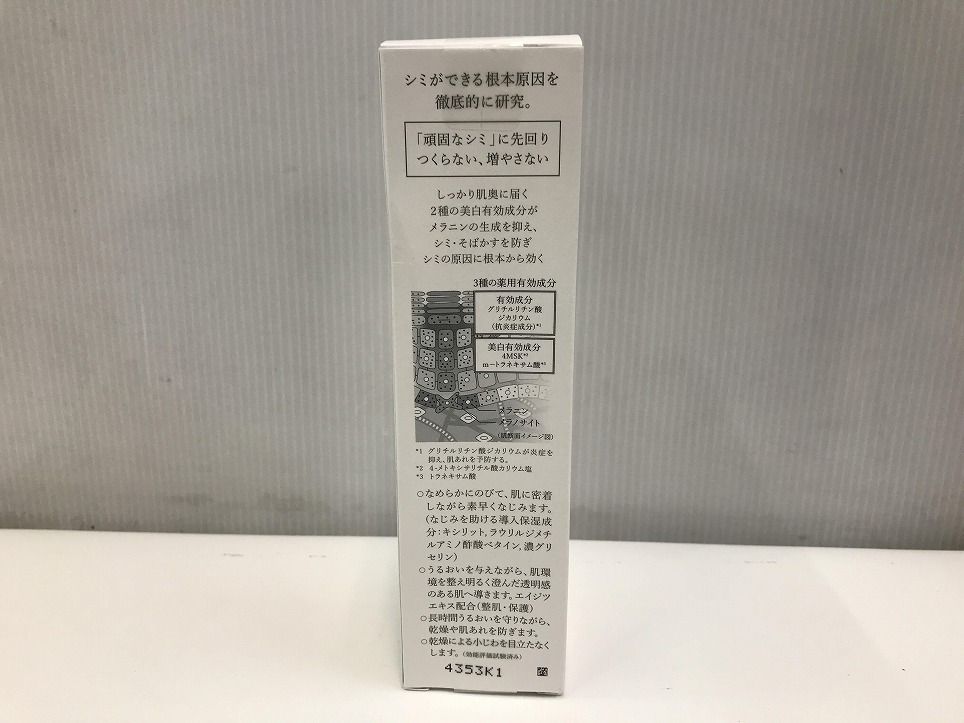 シミができる根本原因を
徹底的に研究。
「頑固なシミ」に先回り
つくらない、増やさない
しっかり肌奥に届く
2種の美白有効成分が
メラニンの生成を抑え、
シミ・そばかすを防ぎ
シミの原因に根本から効く
3種の薬用有効成分
有効成分
グリチルリチン酸
ジカリウム
(抗炎症成分)*1
美白有効成分
4MSK*2
m-トラネキサム酸*3
メラニン
メラノサイト
(肌断面イメージ図)
*1 グリチルリチン酸ジカリウムが炎症を
抑え、肌あれを予防する。
*2 4-メトキシサリチル酸カリウム塩
*3 トラネキサム酸
○なめらかにのびて、肌に密着
しながら素早くなじみます。
(なじみを助ける導入保湿成
分:キシリット,ラウリルジメチ
ルアミノ酢酸ベタイン,濃グリ
セリン)
○うるおいを与えながら、肌環
境を整え明るく澄んだ透明感
のある肌へ導きます。エイジツ
エキス配合(整肌・保護)
○長時間うるおいを守りながら、
乾燥や肌あれを防ぎます。
○乾燥による小じわを目立たなく
します。(効能評価試験済み)
4353K1